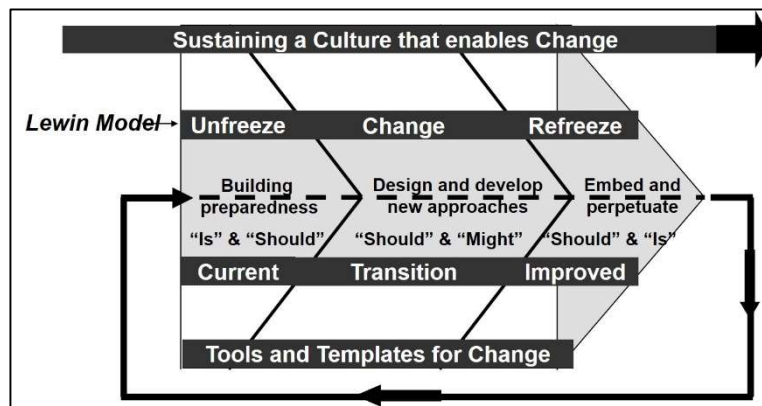 Sustaining a Culture that enables Change
Lewin Model
Unfreeze Change Refreeze
Building preparedness
Design and develop new approaches
Embed and perpetuate
“Is” & “Should” “Should” & “Might” “Should” & “Is”
Current Transition Improved
Tools and Templates for Change